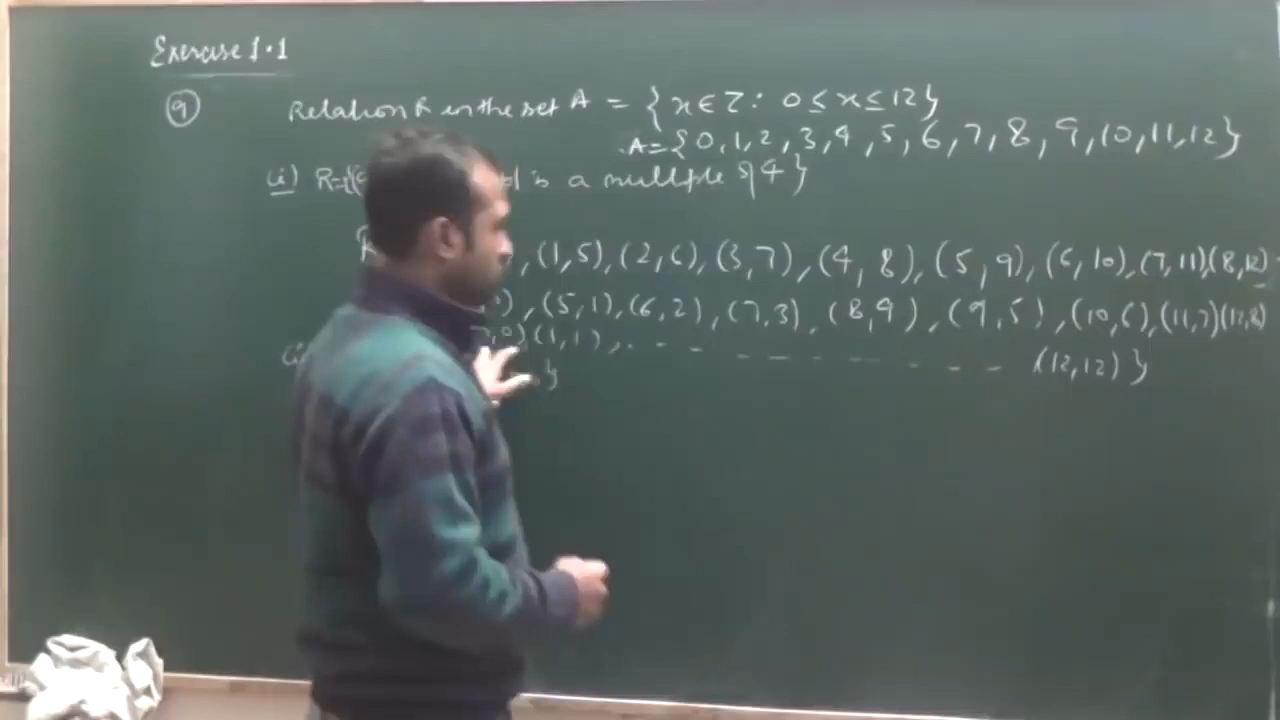 Exercise 1.1
9 Relation R in the set A = {x∈Z: 0≤x≤12}
A={0,1,2,3,4,5,6,7,8,9,10,11,12}
(i) R={( is a multiple of 4}
,(1,5),(2,6),(3,7),(4,8),(5,9),(6,10),(7,11)(8,12)
),(5,1),(6,2),(7,3),(8,4),(9,5),(10,6),(11,7)(12,8)
,0)(1,1),. - - - - - - - - - - (12,12)}
}